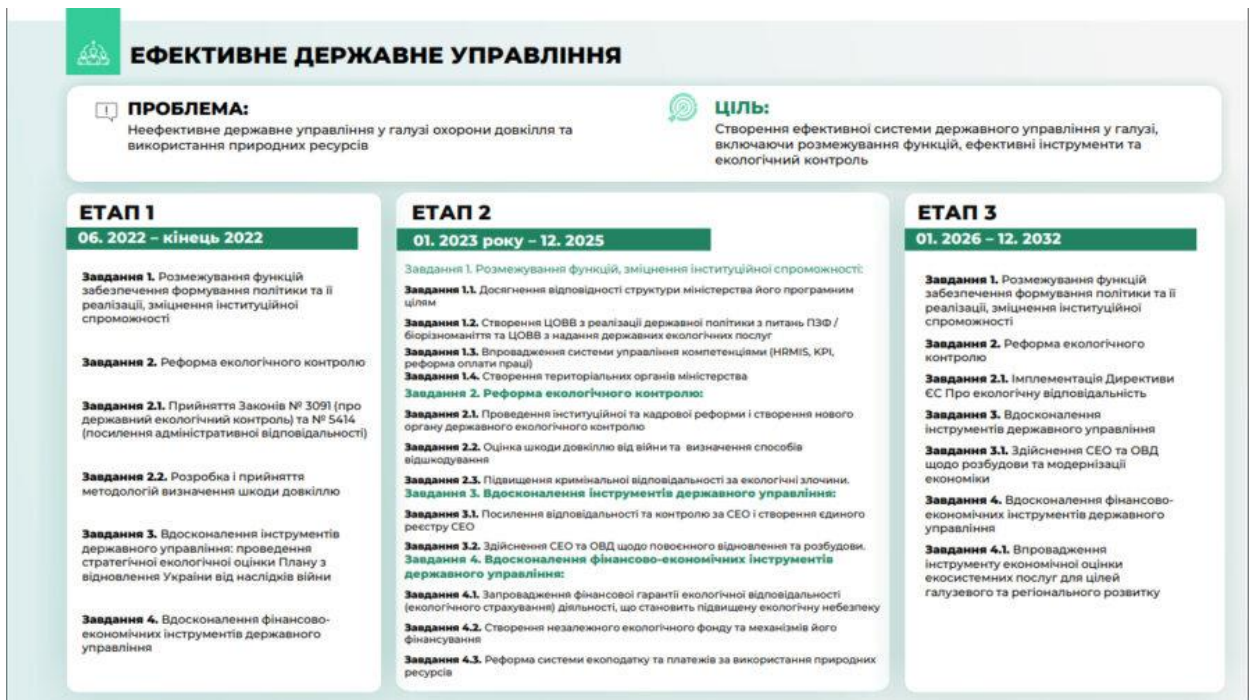 ЕФЕКТИВНЕ ДЕРЖАВНЕ УПРАВЛІННЯ
ПРОБЛЕМА:
Неефективне державне управління у галузі охорони довкілля та
використання природних ресурсів
ЦІЛЬ:
Створення ефективної системи державного управління у галузі,
включаючи розмежування функцій, ефективні інструменти та
екологічний контроль
ЕТАП 1
06. 2022 – кінець 2022
Завдання 1. Розмежування функцій
забезпечення формування політики та її
реалізації, зміцнення інституційної
спроможності
Завдання 2. Реформа екологічного контролю
Завдання 2.1. Прийняття Законів № 3091 (про
державний екологічний контроль) та № 5414
(посилення адміністративної відповідальності)
Завдання 2.2. Розробка і прийняття
методологій визначення шкоди довкіллю
Завдання 3. Вдосконалення інструментів
державного управління: проведення
стратегічної екологічної оцінки Плану з
відновлення України від наслідків війни
Завдання 4. Вдосконалення фінансово-
економічних інструментів державного
управління
ЕТАП 2
01. 2023 року – 12. 2025
Завдання 1. Розмежування функцій, зміцнення інституційної спроможності:
Завдання 1.1. Досягнення відповідності структури міністерства його програмним
цілям
Завдання 1.2. Створення ЦОВВ з реалізації державної політики з питань ПЗФ /
біорізноманіття та ЦОВВ з надання державних екологічних послуг
Завдання 1.3. Впровадження системи управління компетенціями (HRMIS, KPI,
реформа оплати праці)
Завдання 1.4. Створення територіальних органів міністерства
Завдання 2. Реформа екологічного контролю:
Завдання 2.1. Проведення інституційної та кадрової реформи і створення нового
органу державного екологічного контролю
Завдання 2.2. Оцінка шкоди довкіллю від війни та визначення способів
відшкодування
Завдання 2.3. Підвищення кримінальної відповідальності за екологічні злочини.
Завдання 3. Вдосконалення інструментів державного управління:
Завдання 3.1. Посилення відповідальності та контролю за СЕО і створення єдиного
реєстру СЕО
Завдання 3.2. Здійснення СЕО та ОВД щодо повоєнного відновлення та розбудови.
Завдання 4. Вдосконалення фінансово-економічних інструментів
державного управління:
Завдання 4.1. Запровадження фінансової гарантії екологічної відповідальності
(екологічного страхування) діяльності, що становить підвищену екологічну небезпеку
Завдання 4.2. Створення незалежного екологічного фонду та механізмів його
фінансування
Завдання 4.3. Реформа системи екоподатку та платежів за використання природних
ресурсів
ЕТАП 3
01. 2026 – 12. 2032
Завдання 1. Розмежування функцій
забезпечення формування політики та її
реалізації, зміцнення інституційної
спроможності
Завдання 2. Реформа екологічного
контролю
Завдання 2.1. Імплементація Директиви
ЄС Про екологічну відповідальність
Завдання 3. Вдосконалення
інструментів державного управління
Завдання 3.1. Здійснення СЕО та ОВД
щодо розбудови та модернізації
економіки
Завдання 4. Вдосконалення фінансово-
економічних інструментів державного
управління
Завдання 4.1. Впровадження
інструменту економічної оцінки
екосистемних послуг для цілей
галузевого та регіонального розвитку